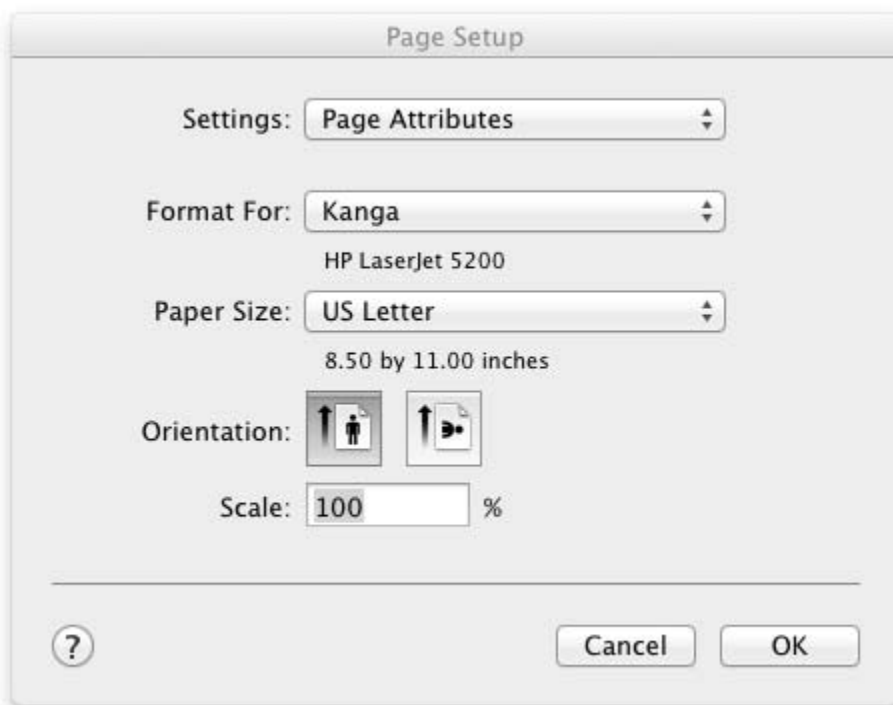 Page Setup
Settings: Page Attributes
Format For: Kanga
HP LaserJet 5200
Paper Size: US Letter
8.50 by 11.00 inches
Orientation:
Scale: 100 %
? Cancel OK